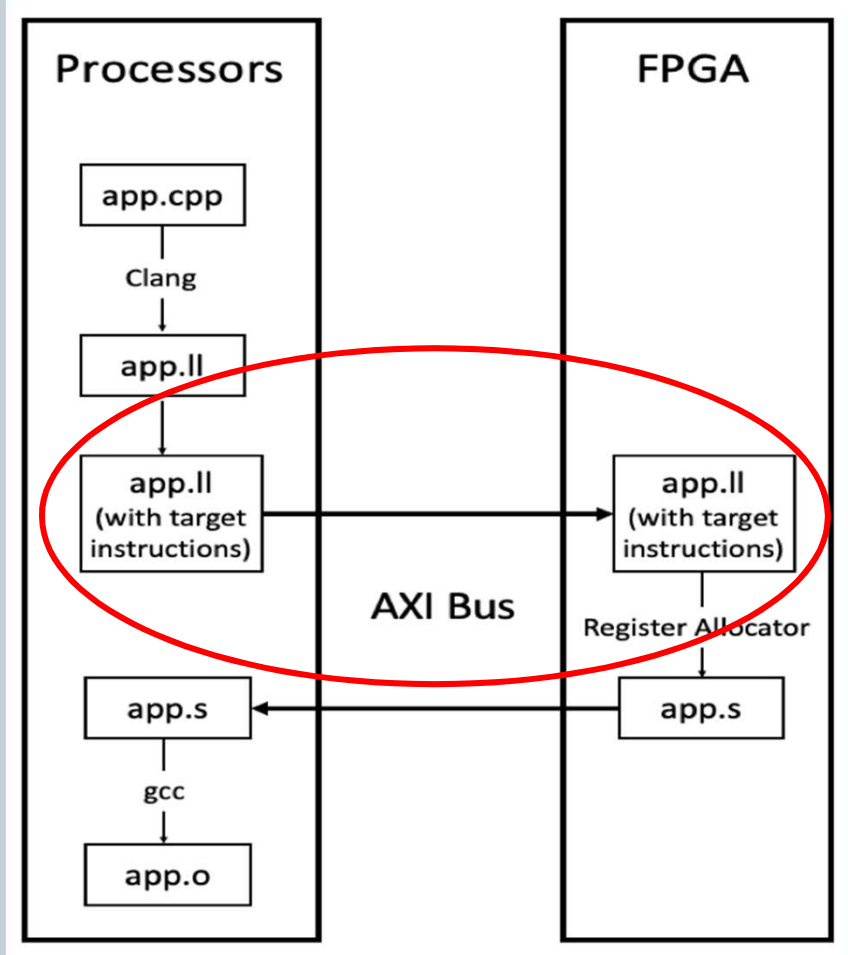 Processors
app.cpp
Clang
app.ll
app.ll
(with target
instructions)
app.s
gcc
app.o
AXI Bus
FPGA
app.ll
(with target
instructions)
Register Allocator
app.s